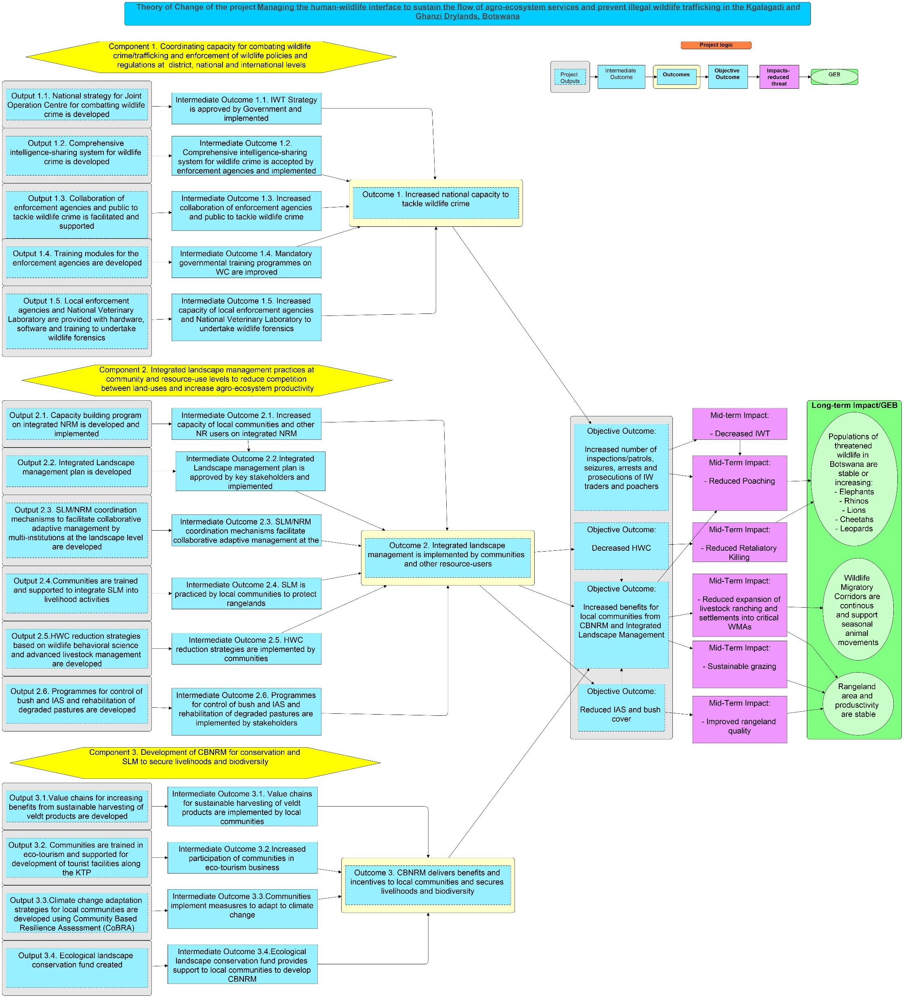 Theory of Change of the project Managing the human-wildlife interface to sustain the flow of agro-ecosystem services and prevent illegal wildlife trafficking in the Kgalagadi and
Ghanzi Drylands, Botswana
Component 1. Coordinating capacity for combating wildlife
crime/trafficking and enforcement of wildlife policies and
regulations at district, national and international levels
Project logic
Project
Outputs
Intermediate
Outcome
Outcomes
Objective
Outcome
Impacts-
reduced
threat
GEB
Output 1.1. National strategy for Joint
Operation Centre for combatting wildlife
crime is developed
Intermediate Outcome 1.1. IWT Strategy
is approved by Government and
implemented
Output 1.2. Comprehensive
intelligence-sharing system for wildlife
crime is developed
Intermediate Outcome 1.2.
Comprehensive intelligence-sharing
system for wildlife crime is accepted by
enforcement agencies and implemented
Output 1.3. Collaboration of
enforcement agencies and public to
tackle wildlife crime is facilitated and
supported
Intermediate Outcome 1.3. Increased
collaboration of enforcement agencies
and public to tackle wildlife crime
Outcome 1. Increased national capacity to
tackle wildlife crime
Output 1.4. Training modules for the
enforcement agencies are developed
Intermediate Outcome 1.4. Mandatory
governmental training programmes on
WC are improved
Output 1.5. Local enforcement
agencies and National Veterinary
Laboratory are provided with hardware,
software and training to undertake
wildlife forensics
Intermediate Outcome 1.5. Increased
capacity of local enforcement agencies
and National Veterinary Laboratory to
undertake wildlife forensics
Component 2. Integrated landscape management practices at
community and resource-use levels to reduce competition
between land-uses and increase agro-ecosystem productivity
Output 2.1. Capacity building program
on integrated NRM is developed and
implemented
Intermediate Outcome 2.1. Increased
capacity of local communities and other
NR users on integrated NRM
Output 2.2. Integrated Landscape
management plan is developed
Intermediate Outcome 2.2.Integrated
Landscape management plan is
approved by key stakeholders and
implemented
Output 2.3. SLM/NRM coordination
mechanisms to facilitate collaborative
adaptive management by
multi-institutions at the landscape level
are developed
Intermediate Outcome 2.3. SLM/NRM
coordination mechanisms facilitate
collaborative adaptive management at the
Outcome 2. Integrated landscape
management is implemented by communities
and other resource-users
Output 2.4.Communities are trained
and supported to integrate SLM into
livelihood activities
Intermediate Outcome 2.4. SLM is
practiced by local communities to protect
rangelands
Output 2.5.HWC reduction strategies
based on wildlife behavioral science
and advanced livestock management
are developed
Intermediate Outcome 2.5. HWC
reduction strategies are implemented by
communities
Output 2.6. Programmes for control of
bush and IAS and rehabilitation of
degraded pastures are developed
Intermediate Outcome 2.6. Programmes
for control of bush and IAS and
rehabilitation of degraded pastures are
implemented by stakeholders
Objective Outcome:
Increased number of
inspections/patrols,
seizures, arrests and
prosecutions of IW
traders and poachers
Objective Outcome:
Decreased HWC
Objective Outcome:
Increased benefits for
local communities from
CBNRM and Integrated
Landscape Management
Objective Outcome:
Reduced IAS and bush
cover
Mid-term Impact:
- Decreased IWT
Mid-Term Impact:
- Reduced Poaching
Mid-Term Impact:
- Reduced Retaliatory
Killing
Mid-Term Impact:
- Reduced expansion of
livestock ranching and
settlements into critical
WMAs
Mid-Term Impact:
- Sustainable grazing
Mid-Term Impact:
- Improved rangeland
quality
Long-term Impact/GEB
Populations of
threatened
wildlife in
Botswana are
stable or
increasing:
- Elephants
- Rhinos
- Lions
- Cheetahs
- Leopards
Wildlife
Migratory
Corridors are
continous
and support
seasonal
animal
movements
Rangeland
area and
produsctivity
are stable
Component 3. Development of CBNRM for conservation and
SLM to secure livelihoods and biodiversity
Output 3.1.Value chains for increasing
benefits from sustainable harvesting of
veldt products are developed
Intermediate Outcome 3.1. Value chains
for sustainable harvesting of veldt
products are implemented by local
communities
Output 3.2. Communities are trained in
eco-tourism and supported for
development of tourist facilities along
the KTP
Intermediate Outcome 3.2.Increased
participation of communities in
eco-tourism business
Outcome 3. CBNRM delivers benefits and
incentives to local communities and secures
livelihoods and biodiversity
Output 3.3.Climate change adaptation
strategies for local communities are
developed using Community Based
Resilience Assessment (CoBRA)
Intermediate Outcome 3.3.Communities
implement measusres to adapt to climate
change
Output 3.4. Ecological landscape
conservation fund created
Intermediate Outcome 3.4.Ecological
landscape conservation fund provides
support to local communities to develop
CBNRM